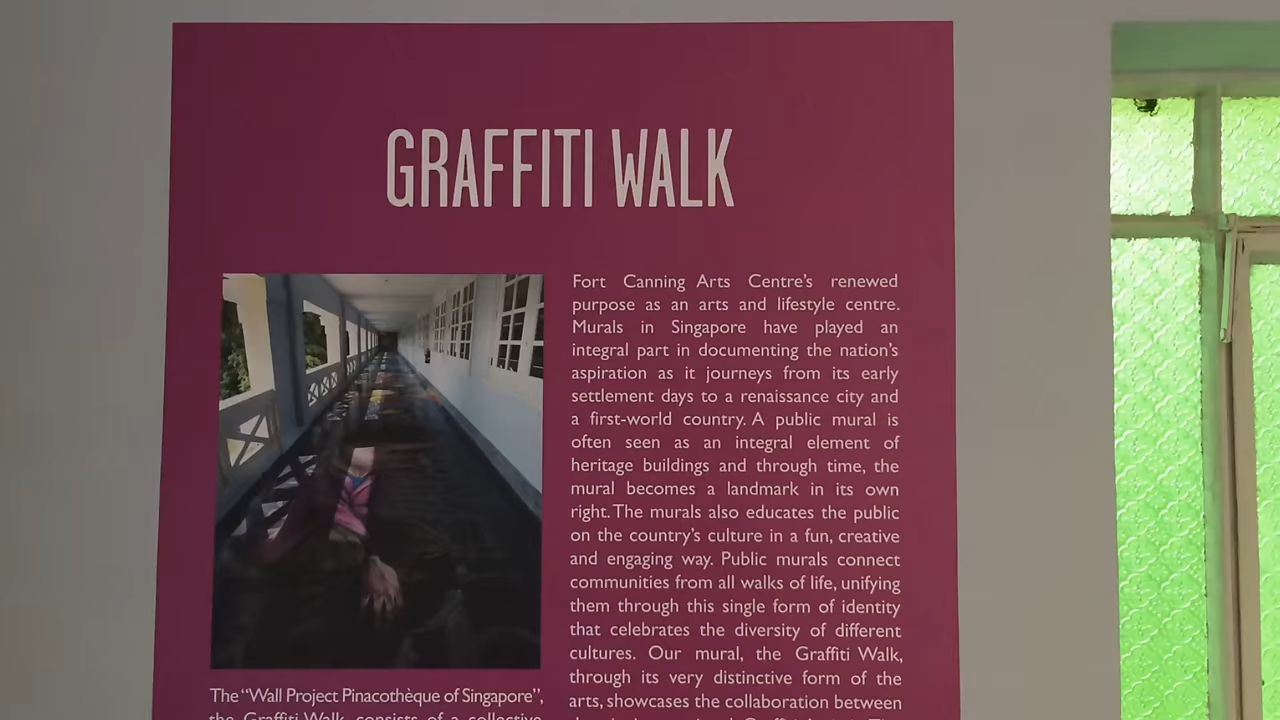 GRAFFITI WALK
The “Wall Project Pinacothèque of Singapore”,
the Graffiti Walk, consists of a collective
Fort Canning Arts Centre’s renewed
purpose as an arts and lifestyle centre.
Murals in Singapore have played an
integral part in documenting the nation’s
aspiration as it journeys from its early
settlement days to a renaissance city and
a first-world country. A public mural is
often seen as an integral element of
heritage buildings and through time, the
mural becomes a landmark in its own
right. The murals also educates the public
on the country’s culture in a fun, creative
and engaging way. Public murals connect
communities from all walks of life, unifying
them through this single form of identity
that celebrates the diversity of different
cultures. Our mural, the Graffiti Walk,
through its very distinctive form of the
arts, showcases the collaboration between